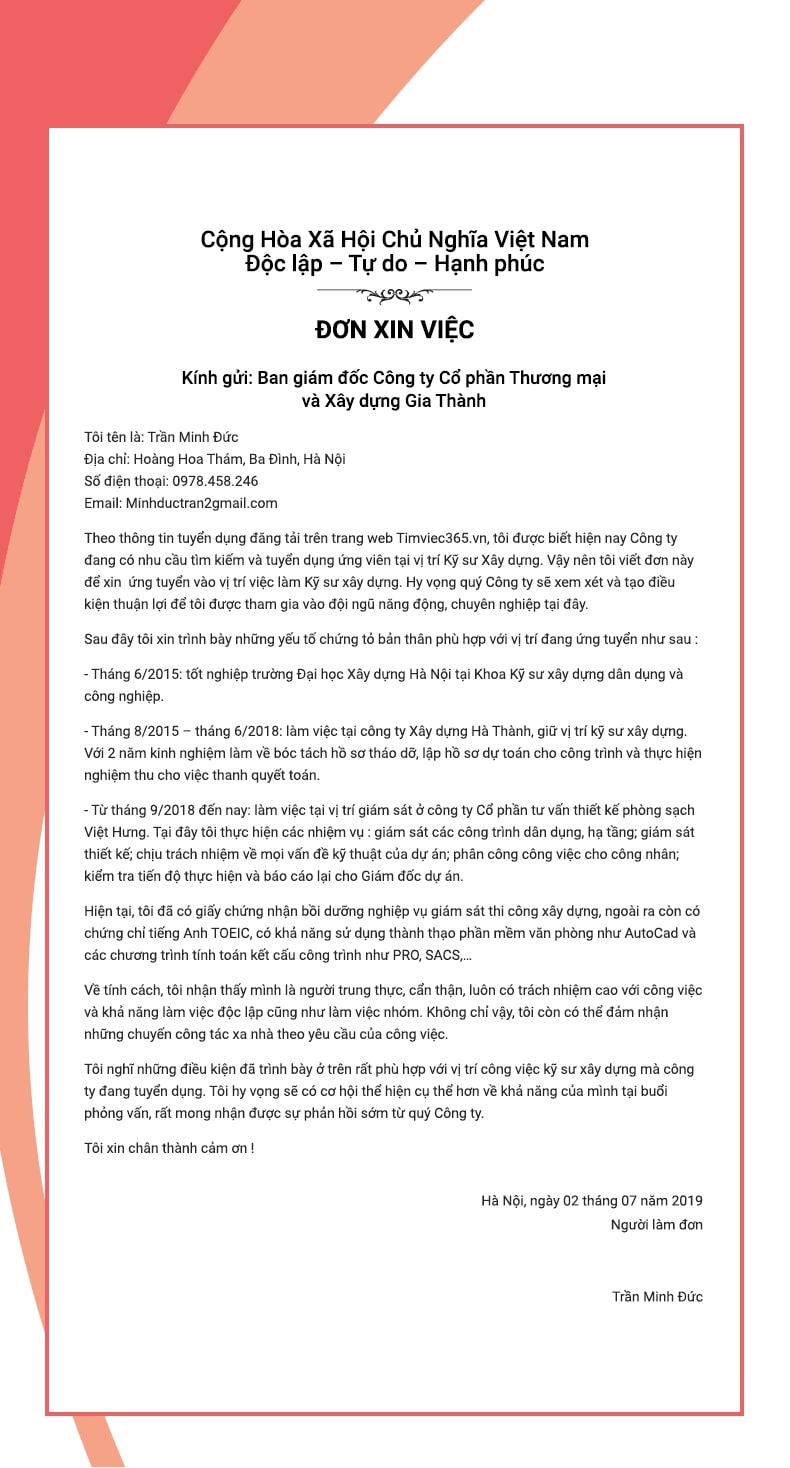 Cộng Hòa Xã Hội Chủ Nghĩa Việt Nam
Độc lập – Tự do – Hạnh phúc
ĐƠN XIN VIỆC
Kính gửi: Ban giám đốc Công ty Cổ phần Thương mại
và Xây dựng Gia Thành
Tôi tên là: Trần Minh Đức
Địa chỉ: Hoàng Hoa Thám, Ba Đình, Hà Nội
Số điện thoại: 0978.458.246
Email: Minhductran2gmail.com
Theo thông tin tuyển dụng đăng tải trên trang web Timviec365.vn, tôi được biết hiện nay Công ty
đang có nhu cầu tìm kiếm và tuyển dụng ứng viên tại vị trí Kỹ sư Xây dựng. Vậy nên tôi viết đơn này
để xin  ứng tuyển vào vị trí việc làm Kỹ sư xây dựng. Hy vọng quý Công ty sẽ xem xét và tạo điều
kiện thuận lợi để tôi được tham gia vào đội ngũ năng động, chuyên nghiệp tại đây.
Sau đây tôi xin trình bày những yếu tố chứng tỏ bản thân phù hợp với vị trí đang ứng tuyển như sau :
- Tháng 6/2015: tốt nghiệp trường Đại học Xây dựng Hà Nội tại Khoa Kỹ sư xây dựng dân dụng và
công nghiệp.
- Tháng 8/2015 – tháng 6/2018: làm việc tại công ty Xây dựng Hà Thành, giữ vị trí kỹ sư xây dựng.
Với 2 năm kinh nghiệm làm về bóc tách hồ sơ tháo dỡ, lập hồ sơ dự toán cho công trình và thực hiện
nghiệm thu cho việc thanh quyết toán.
- Từ tháng 9/2018 đến nay: làm việc tại vị trí giám sát ở công ty Cổ phần tư vấn thiết kế phòng sạch
Việt Hưng. Tại đây tôi thực hiện các nhiệm vụ : giám sát các công trình dân dụng, hạ tầng; giám sát
thiết kế; chịu trách nhiệm về mọi vấn đề kỹ thuật của dự án; phân công công việc cho công nhân;
kiểm tra tiến độ thực hiện và báo cáo lại cho Giám đốc dự án.
Hiện tại, tôi đã có giấy chứng nhận bồi dưỡng nghiệp vụ giám sát thi công xây dựng, ngoài ra còn có
chứng chỉ tiếng Anh TOEIC, có khả năng sử dụng thành thạo phần mềm văn phòng như AutoCad và
các chương trình tính toán kết cấu công trình như PRO, SACS,…
Về tính cách, tôi nhận thấy mình là người trung thực, cẩn thận, luôn có trách nhiệm cao với công việc
và khả năng làm việc độc lập cũng như làm việc nhóm. Không chỉ vậy, tôi còn có thể đảm nhận
những chuyến công tác xa nhà theo yêu cầu của công việc.
Tôi nghĩ những điều kiện đã trình bày ở trên rất phù hợp với vị trí công việc kỹ sư xây dựng mà công
ty đang tuyển dụng. Tôi hy vọng sẽ có cơ hội thể hiện cụ thể hơn về khả năng của mình tại buổi
phỏng vấn, rất mong nhận được sự phản hồi sớm từ quý Công ty.
Tôi xin chân thành cảm ơn !
Hà Nội, ngày 02 tháng 07 năm 2019
Người làm đơn
Trần Minh Đức